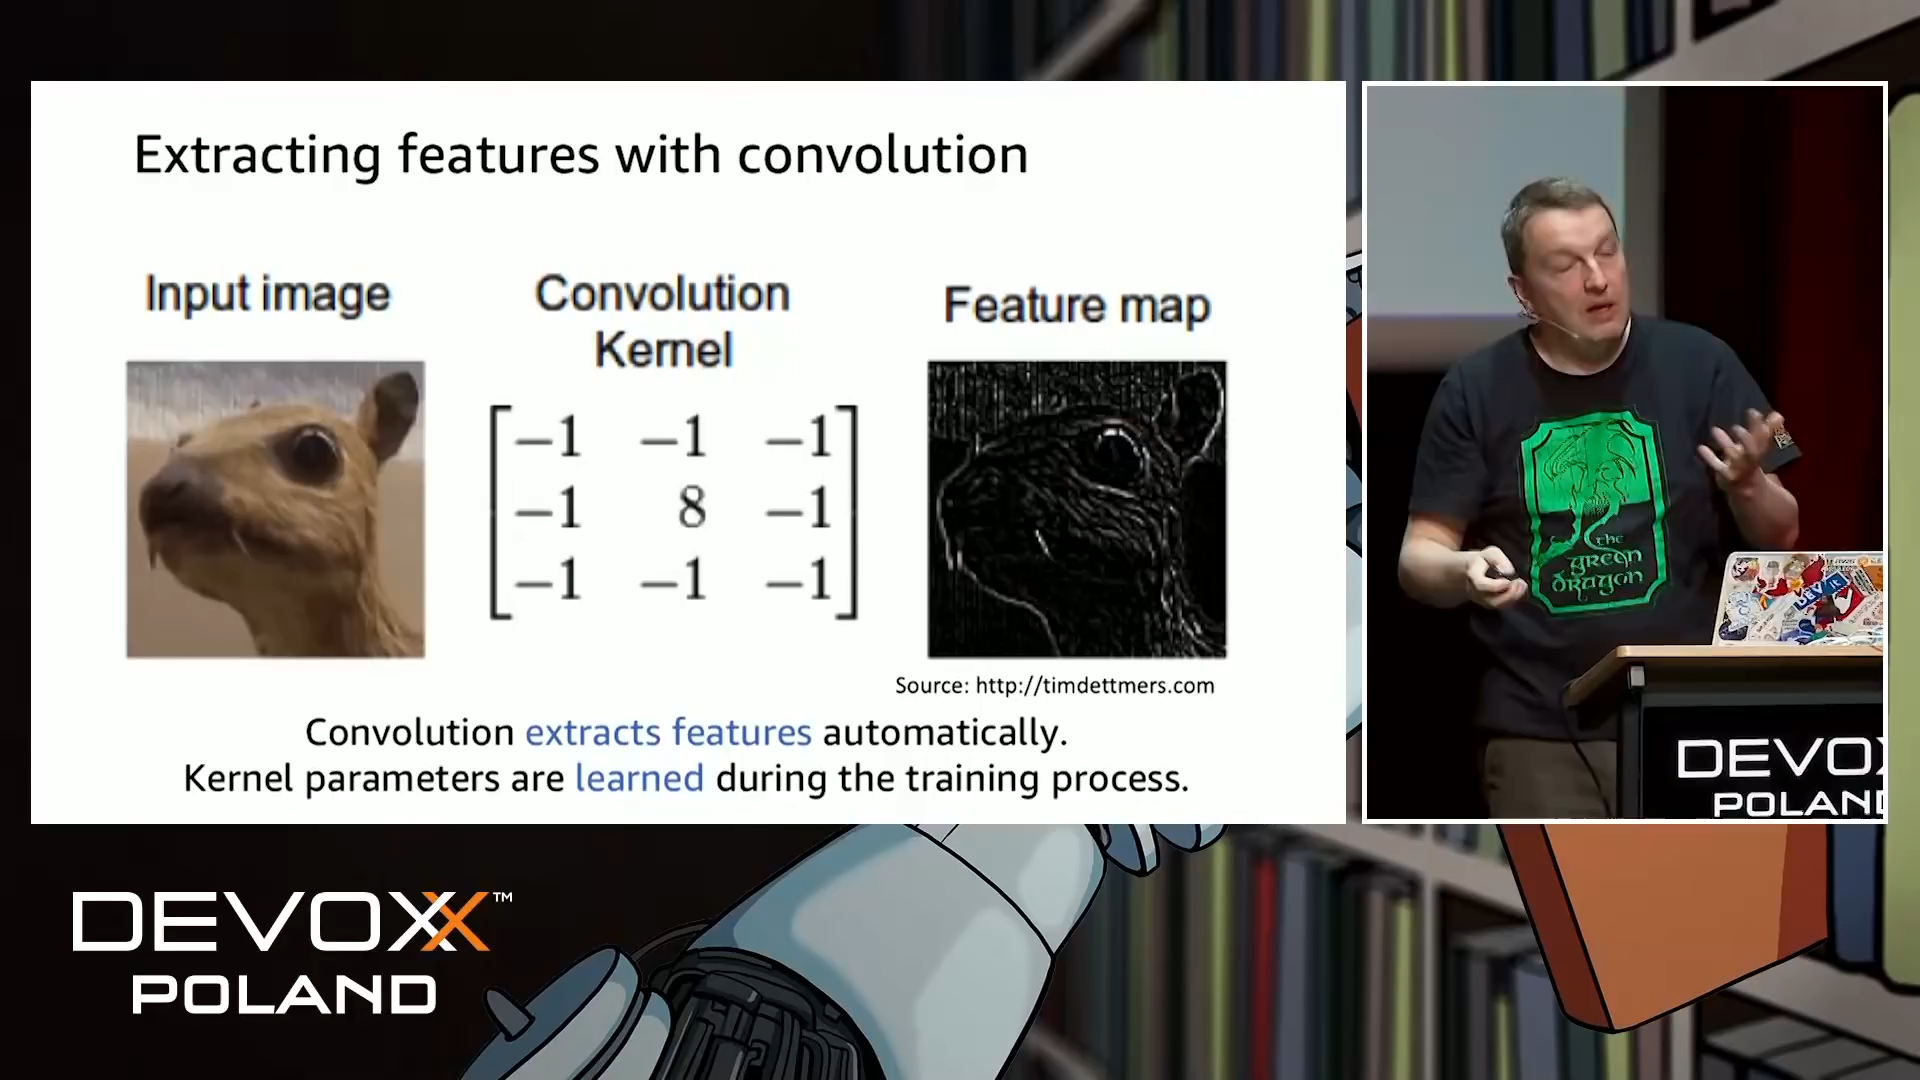 Extracting features with convolution
Input image
Convolution
Kernel
Feature map
−1 −1 −1
−1 8 −1
−1 −1 −1
Source: http://timdettmers.com
Convolution extracts features automatically.
Kernel parameters are learned during the training process.
the
green
dragon
DEV
DEVOX
POLAND
DEVOXX™
POLAND